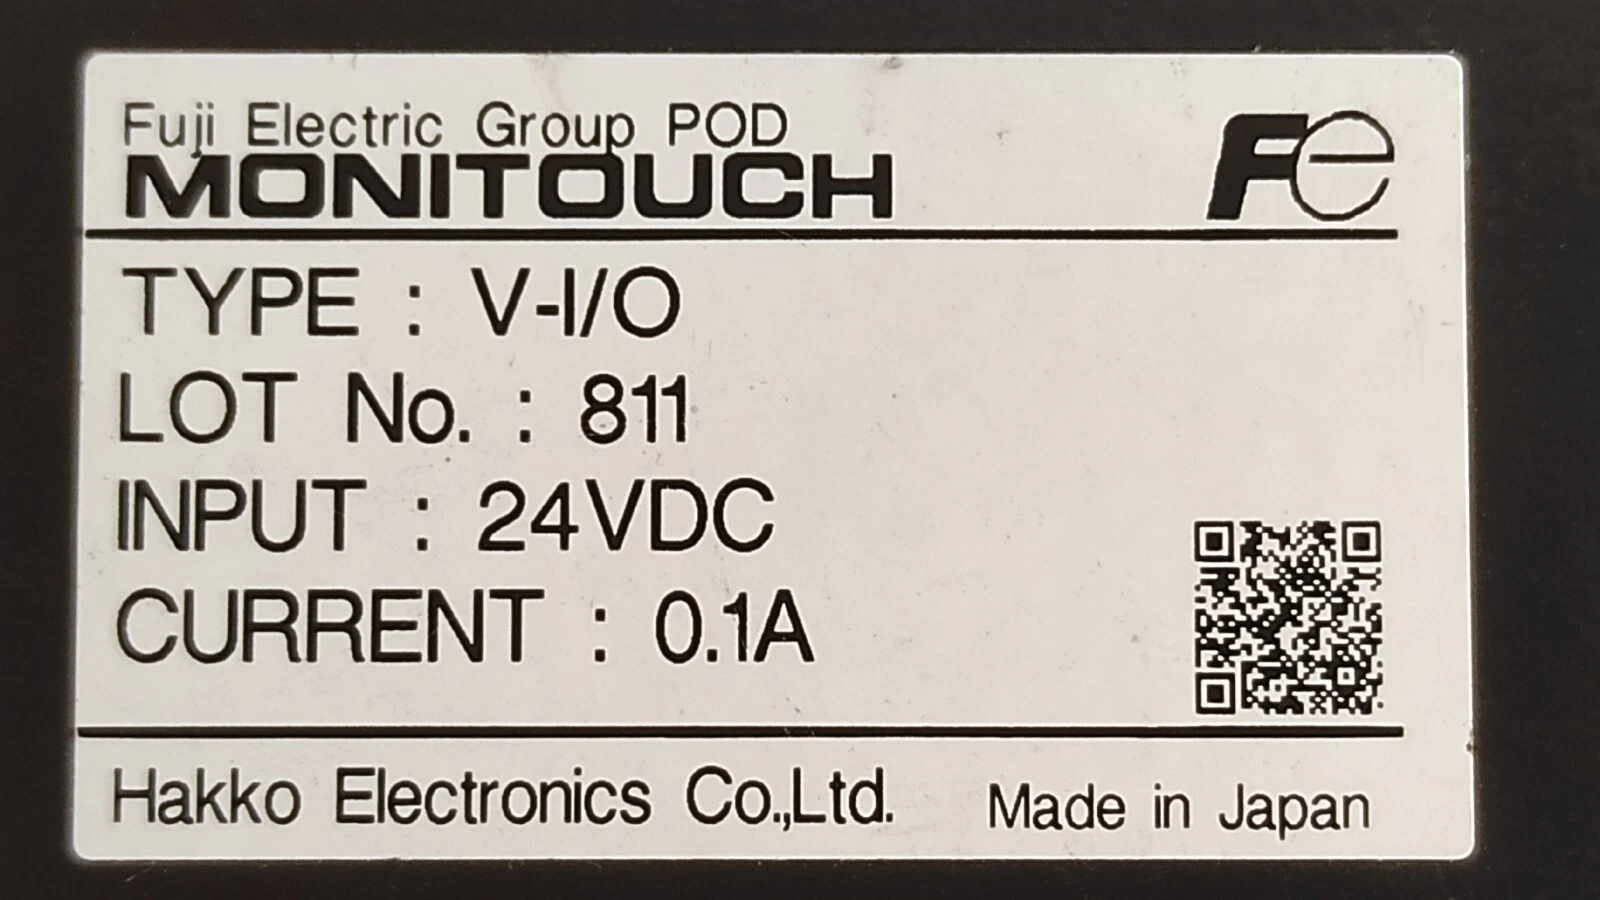 Fuji Electric Group POD
MONITOUCH
Fe
TYPE : V-I/O
LOT No. : 811
INPUT : 24VDC
CURRENT : 0.1A
Hakko Electronics Co.,Ltd.
Made in Japan